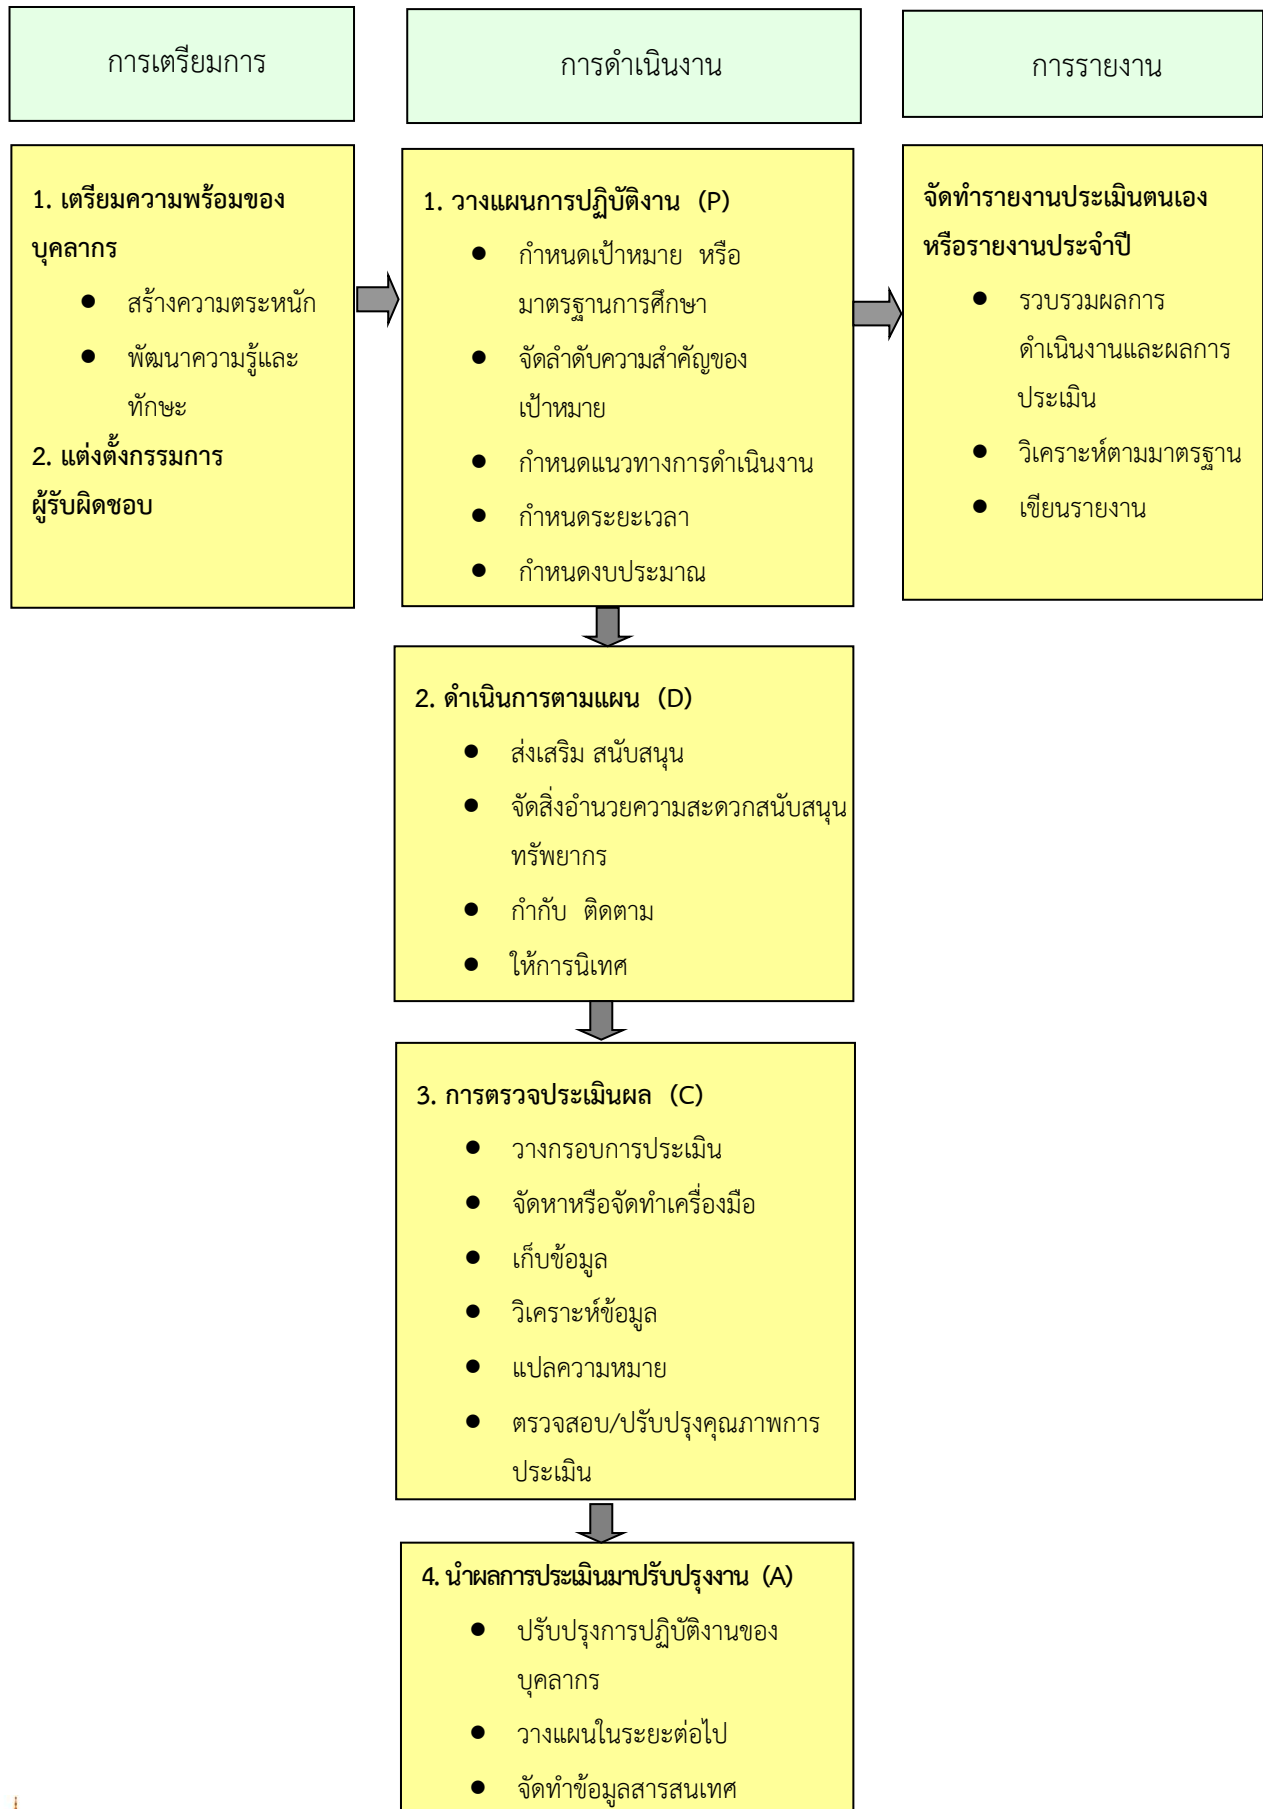 การเตรียมการ
การดำเนินงาน
การรายงาน
1. เตรียมความพร้อมของ
บุคลากร
● สร้างความตระหนัก
● พัฒนาความรู้และ
ทักษะ
2. แต่งตั้งกรรมการ
ผู้รับผิดชอบ
1. วางแผนการปฏิบัติงาน (P)
● กำหนดเป้าหมาย หรือ
มาตรฐานการศึกษา
● จัดลำดับความสำคัญของ
เป้าหมาย
● กำหนดแนวทางการดำเนินงาน
● กำหนดระยะเวลา
● กำหนดงบประมาณ
จัดทำรายงานประเมินตนเอง
หรือรายงานประจำปี
● รวบรวมผลการ
ดำเนินงานและผลการ
ประเมิน
● วิเคราะห์ตามมาตรฐาน
● เขียนรายงาน
2. ดำเนินการตามแผน (D)
● ส่งเสริม สนับสนุน
● จัดสิ่งอำนวยความสะดวกสนับสนุน
ทรัพยากร
● กำกับ ติดตาม
● ให้การนิเทศ
3. การตรวจประเมินผล (C)
● วางกรอบการประเมิน
● จัดหาหรือจัดทำเครื่องมือ
● เก็บข้อมูล
● วิเคราะห์ข้อมูล
● แปลความหมาย
● ตรวจสอบ/ปรับปรุงคุณภาพการ
ประเมิน
4. นำผลการประเมินมาปรับปรุงงาน (A)
● ปรับปรุงการปฏิบัติงานของ
บุคลากร
● วางแผนในระยะต่อไป
● จัดทำข้อมูลสารสนเทศ